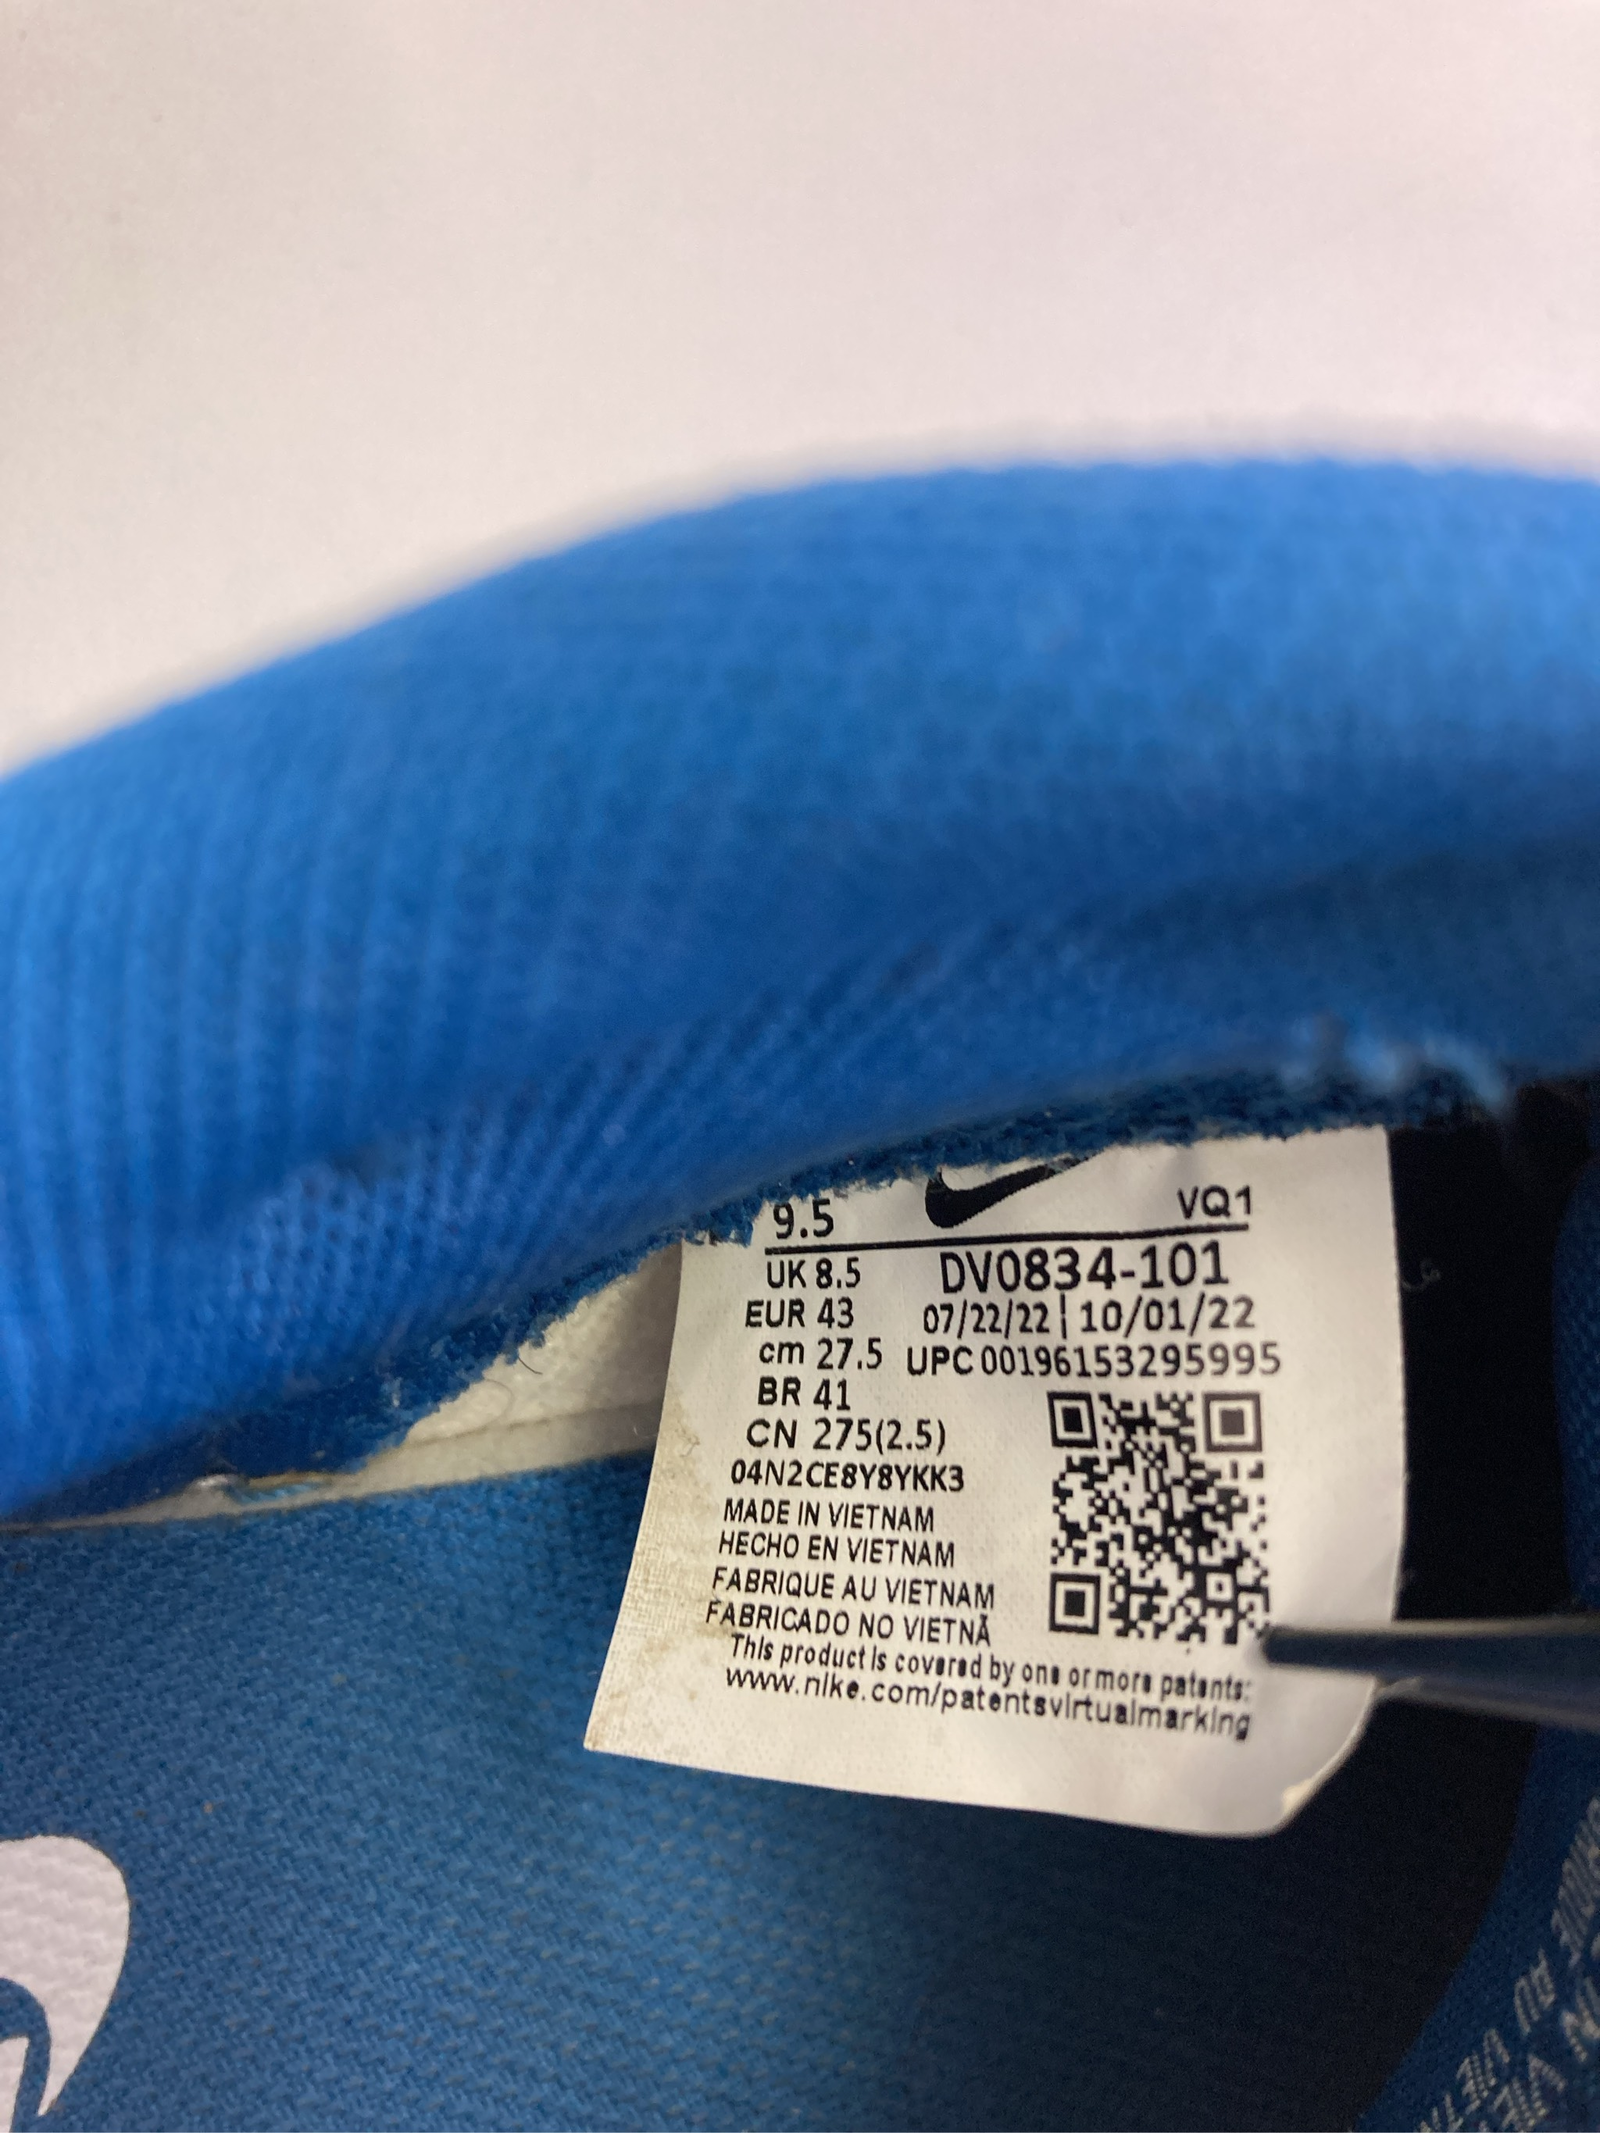 9.5 VQ1
UK 8.5 DV0834-101
EUR 43 07/22/22 | 10/01/22
cm 27.5 UPC 00196153295995
BR 41
CN 275(2.5)
04N2CE8Y8YKK3
MADE IN VIETNAM
HECHO EN VIETNAM
FABRIQUE AU VIETNAM
FABRICADO NO VIETNÃ
This product is covered by one or more patents:
www.nike.com/patentsvirtualmarking